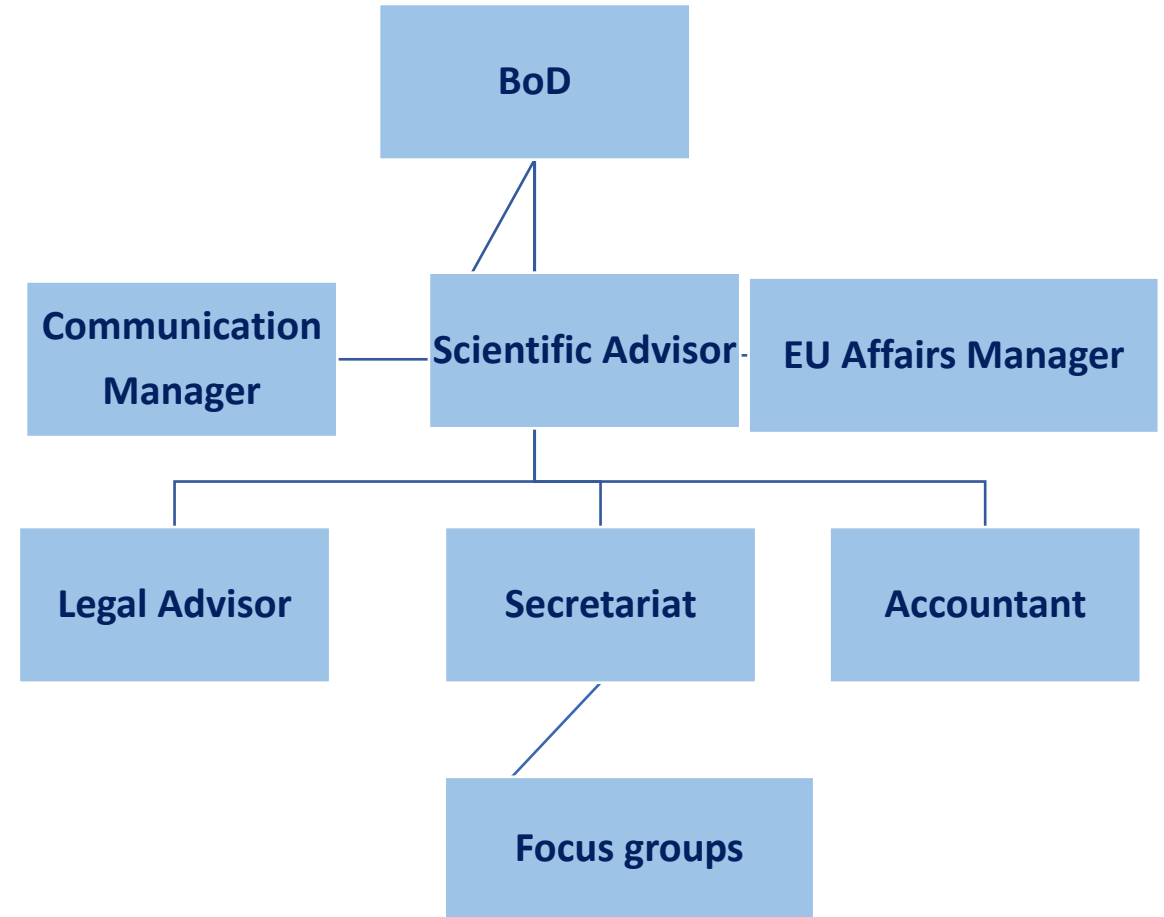 BoD
Communication
Manager
Scientific Advisor
EU Affairs Manager
Legal Advisor
Secretariat
Accountant
Focus groups